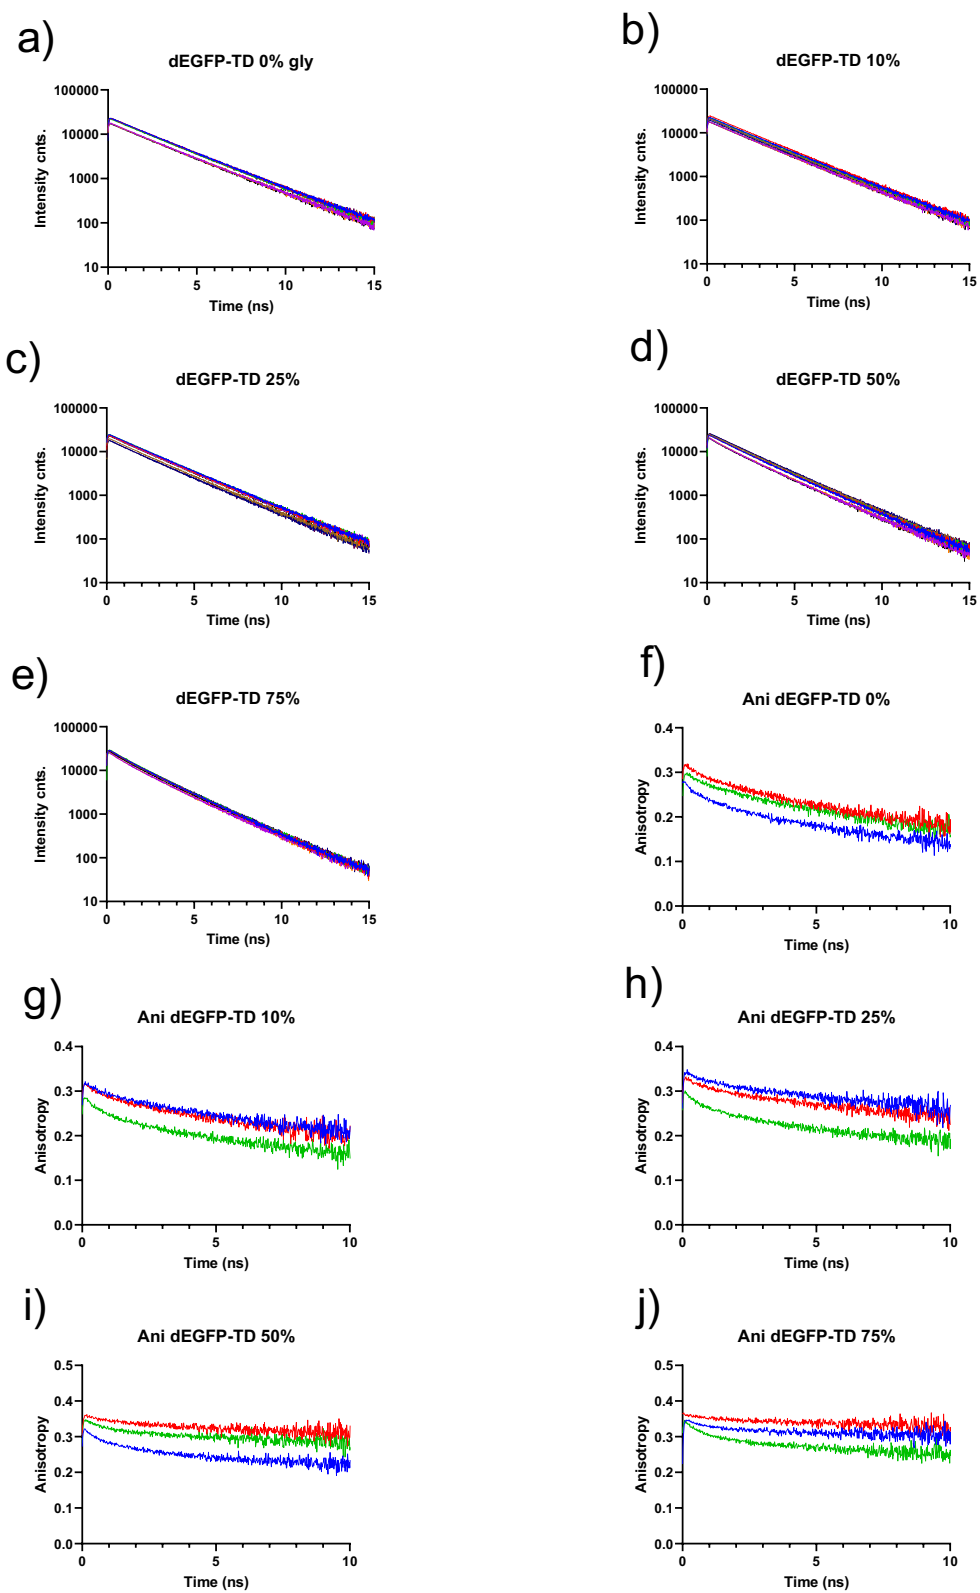 a)
dEGFP-TD 0% gly
Intensity cnts.
100000
10000
1000
100
10
0 5 10 15
Time (ns)
b)
dEGFP-TD 10%
Intensity cnts.
100000
10000
1000
100
10
0 5 10 15
Time (ns)
c)
dEGFP-TD 25%
Intensity cnts.
100000
10000
1000
100
10
0 5 10 15
Time (ns)
d)
dEGFP-TD 50%
Intensity cnts.
100000
10000
1000
100
10
0 5 10 15
Time (ns)
e)
dEGFP-TD 75%
Intensity cnts.
100000
10000
1000
100
10
0 5 10 15
Time (ns)
f)
Ani dEGFP-TD 0%
Anisotropy
0.4
0.3
0.2
0.1
0.0
0 5 10
Time (ns)
g)
Ani dEGFP-TD 10%
Anisotropy
0.4
0.3
0.2
0.1
0.0
0 5 10
Time (ns)
h)
Ani dEGFP-TD 25%
Anisotropy
0.4
0.3
0.2
0.1
0.0
0 5 10
Time (ns)
i)
Ani dEGFP-TD 50%
Anisotropy
0.5
0.4
0.3
0.2
0.1
0.0
0 5 10
Time (ns)
j)
Ani dEGFP-TD 75%
Anisotropy
0.5
0.4
0.3
0.2
0.1
0.0
0 5 10
Time (ns)